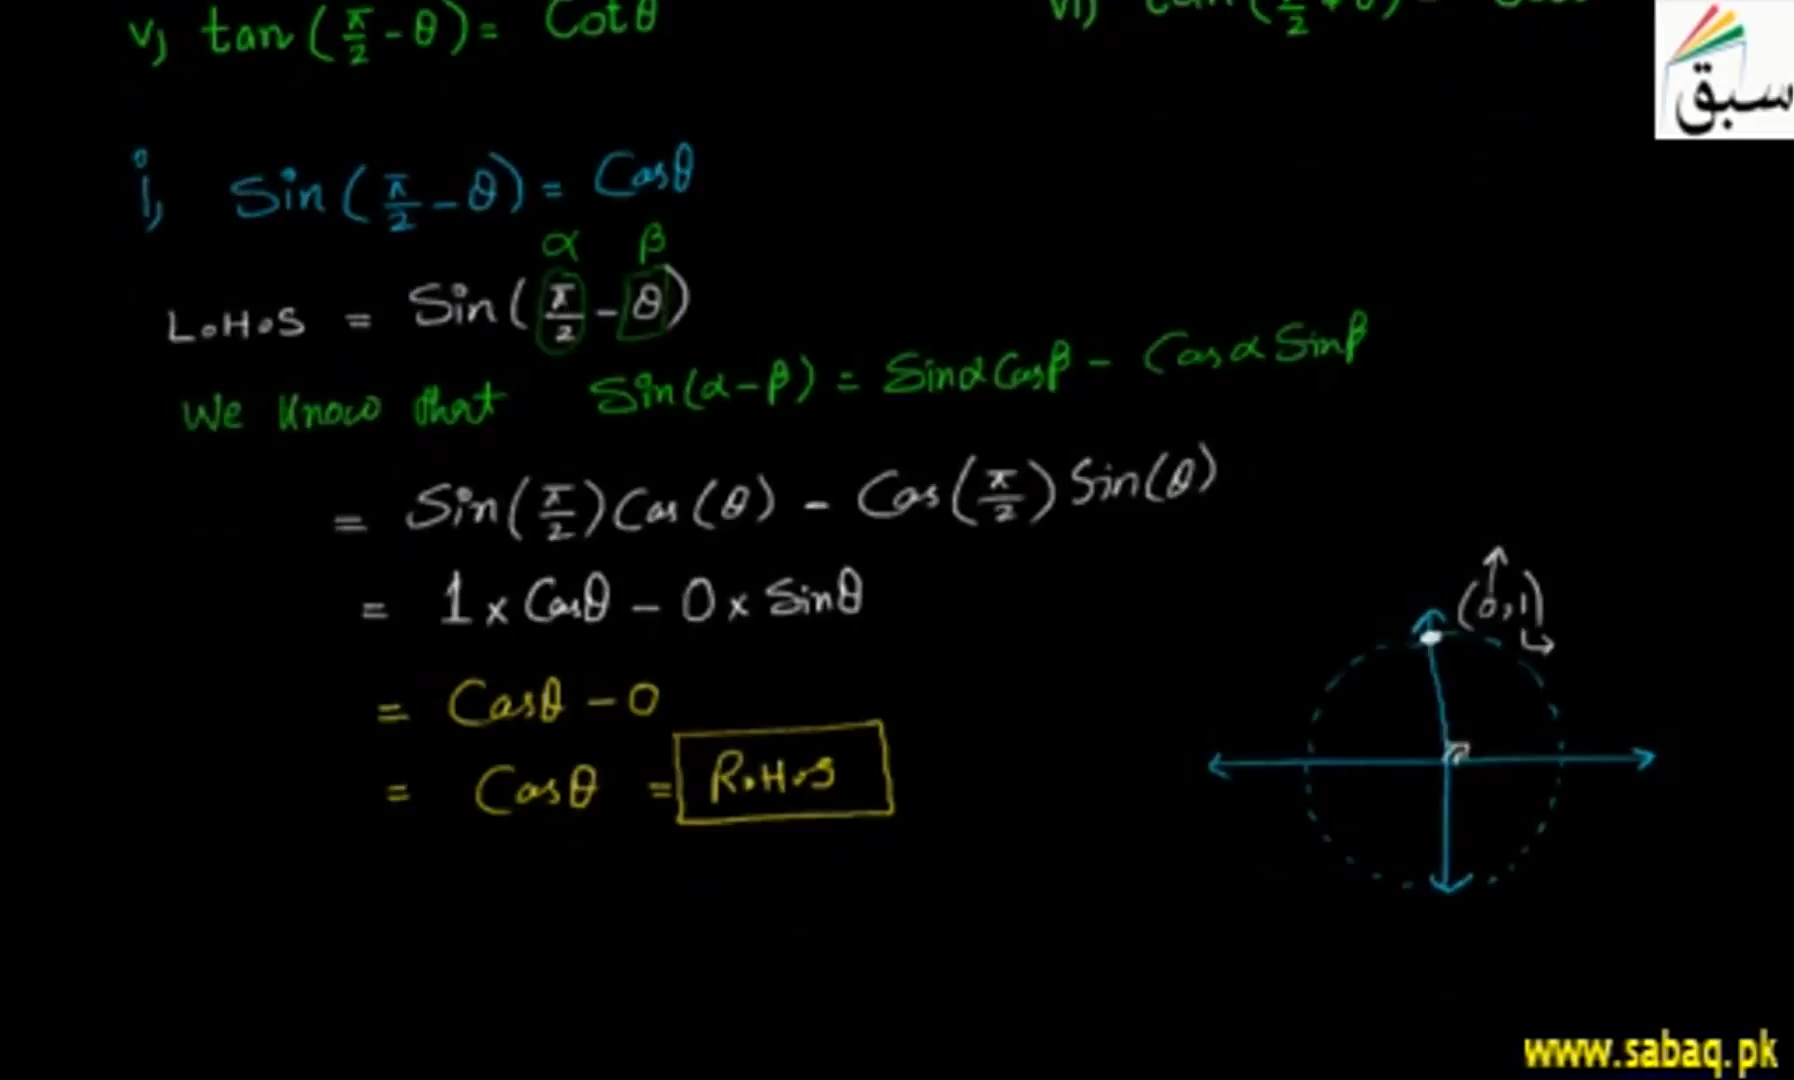 v) tan(π/2 - θ) = Cotθ
سبق
i) Sin(π/2 - θ) = Cosθ
α β
L.H.S = Sin(π/2 - θ)
We know that Sin(α-β) = Sinα Cosβ - Cosα Sinβ
= Sin(π/2) Cos(θ) - Cos(π/2) Sin(θ)
= 1 x Cosθ - 0 x Sinθ
(0,1)
= Cosθ - 0
= Cosθ = R.H.S
www.sabaq.pk